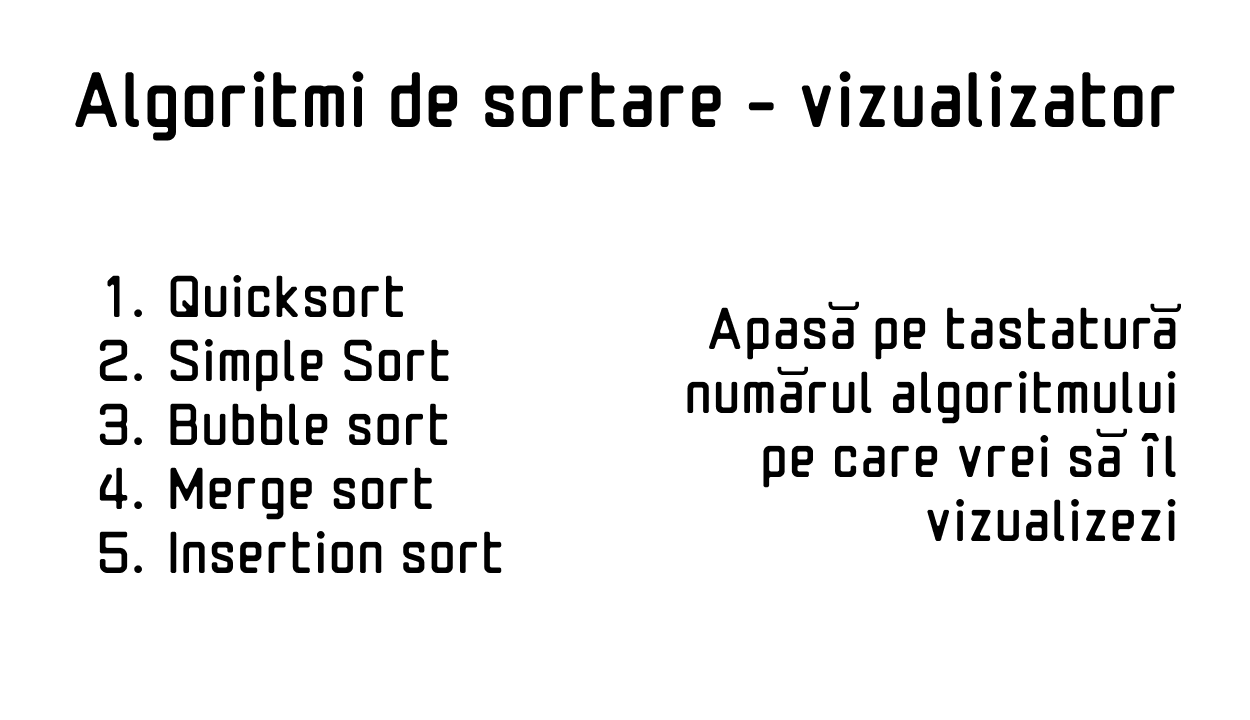 Algoritmi de sortare - vizualizator
1. Quicksort
2. Simple Sort
3. Bubble sort
4. Merge sort
5. Insertion sort
Apasă pe tastatură
numărul algoritmului
pe care vrei să îl
vizualizezi